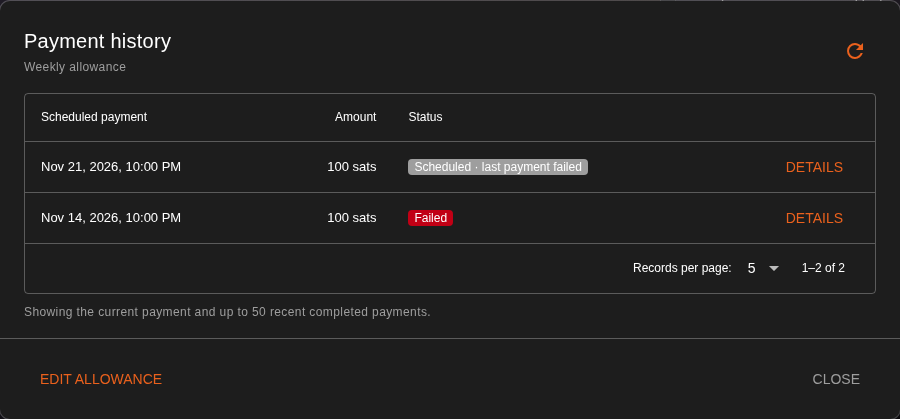 Payment history
Weekly allowance
Scheduled payment Amount Status
Nov 21, 2026, 10:00 PM 100 sats Scheduled · last payment failed DETAILS
Nov 14, 2026, 10:00 PM 100 sats Failed DETAILS
Records per page: 5 1–2 of 2
Showing the current payment and up to 50 recent completed payments.
EDIT ALLOWANCE CLOSE